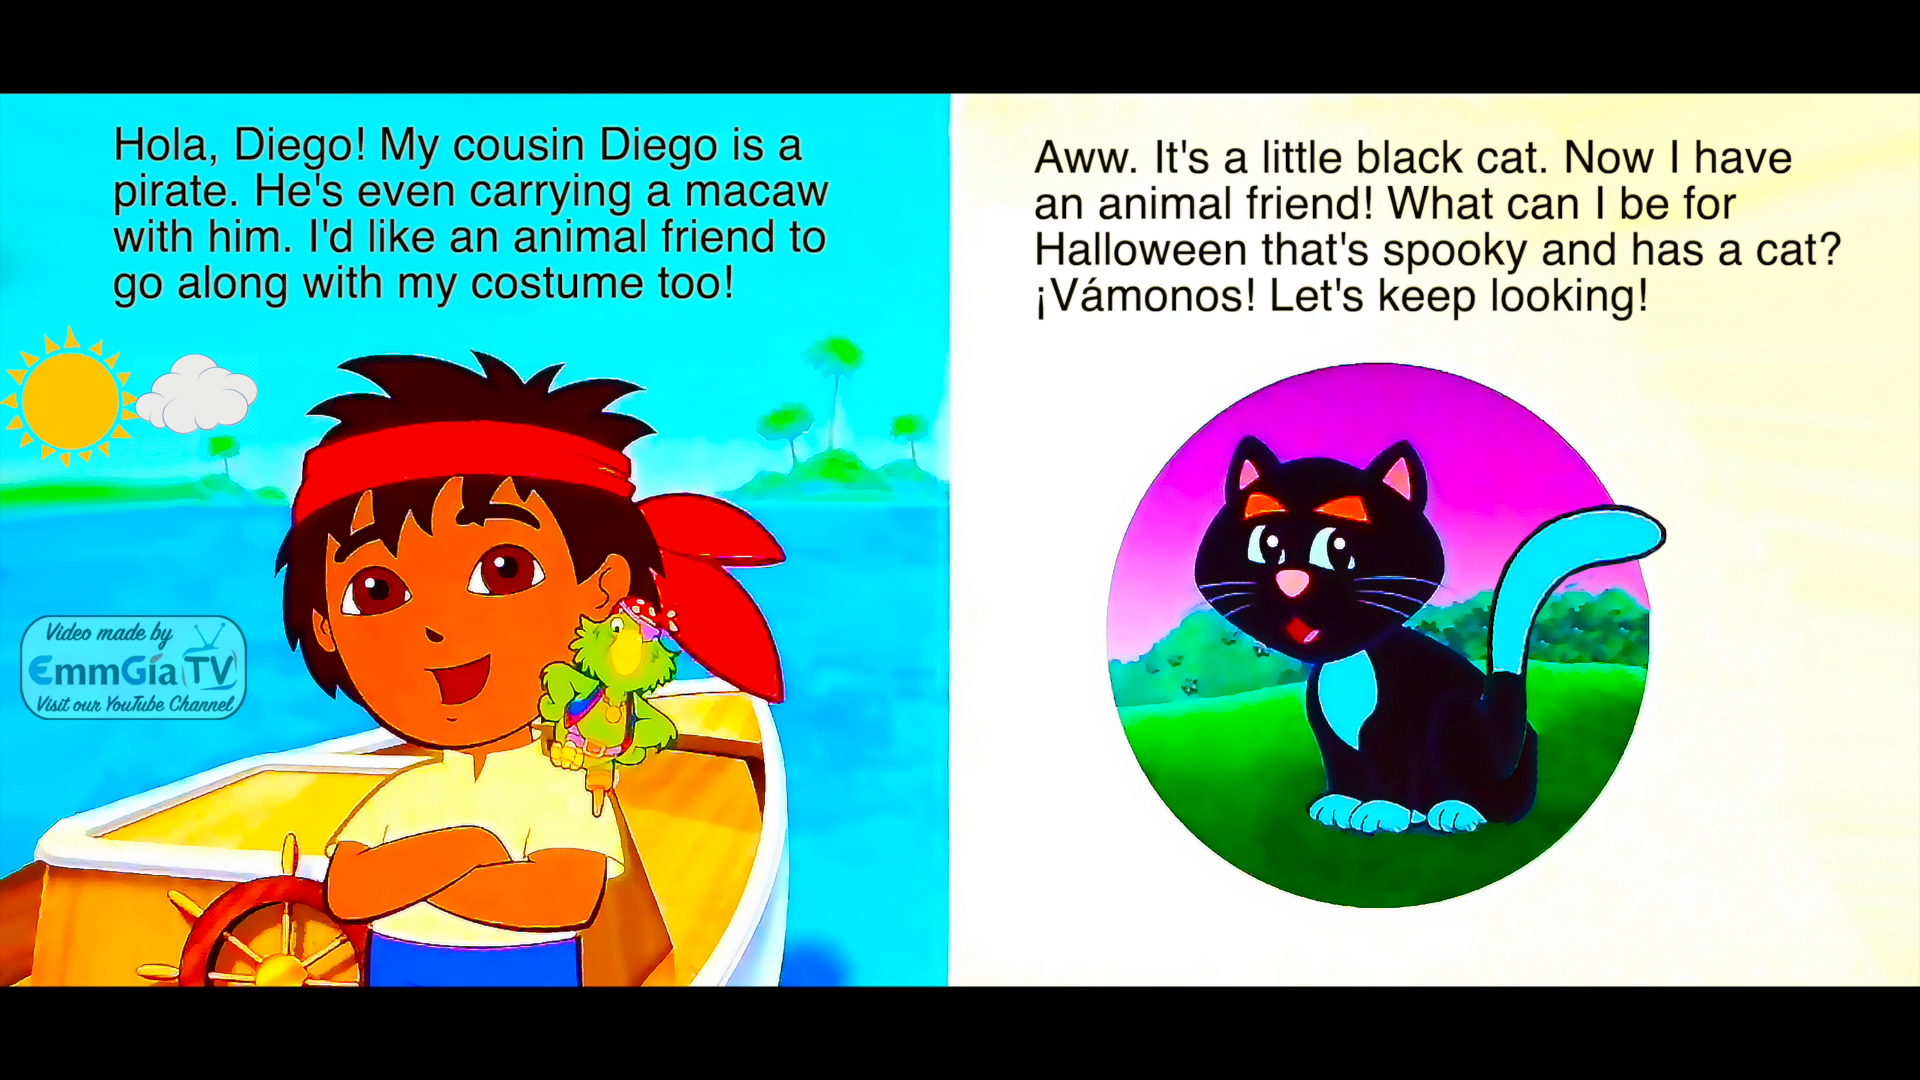 Hola, Diego! My cousin Diego is a
pirate. He's even carrying a macaw
with him. I'd like an animal friend to
go along with my costume too!
Aww. It's a little black cat. Now I have
an animal friend! What can I be for
Halloween that's spooky and has a cat?
¡Vámonos! Let's keep looking!
Video made by
EmmGia TV
Visit our YouTube Channel